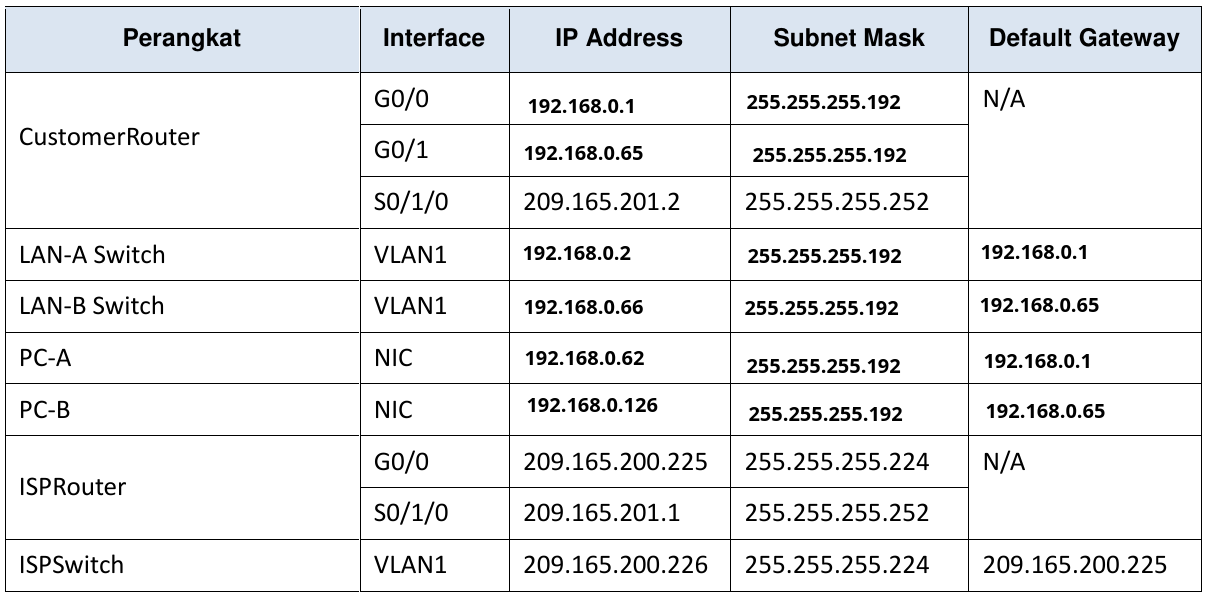 Perangkat Interface IP Address Subnet Mask Default Gateway
CustomerRouter G0/0 192.168.0.1 255.255.255.192 N/A
G0/1 192.168.0.65 255.255.255.192
S0/1/0 209.165.201.2 255.255.255.252
LAN-A Switch VLAN1 192.168.0.2 255.255.255.192 192.168.0.1
LAN-B Switch VLAN1 192.168.0.66 255.255.255.192 192.168.0.65
PC-A NIC 192.168.0.62 255.255.255.192 192.168.0.1
PC-B NIC 192.168.0.126 255.255.255.192 192.168.0.65
ISPRouter G0/0 209.165.200.225 255.255.255.224 N/A
S0/1/0 209.165.201.1 255.255.255.252
ISPSwitch VLAN1 209.165.200.226 255.255.255.224 209.165.200.225